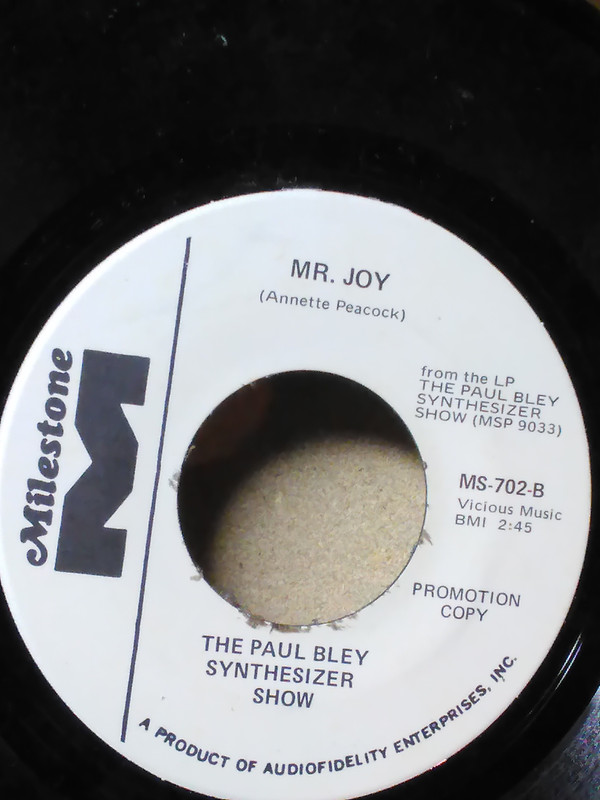 MR. JOY
(Annette Peacock)
from the LP
THE PAUL BLEY
SYNTHESIZER
SHOW (MSP 9033)
Milestone
M
MS-702-B
Vicious Music
BMI 2:45
PROMOTION
COPY
THE PAUL BLEY
SYNTHESIZER
SHOW
A PRODUCT OF AUDIOFIDELITY ENTERPRISES, INC.